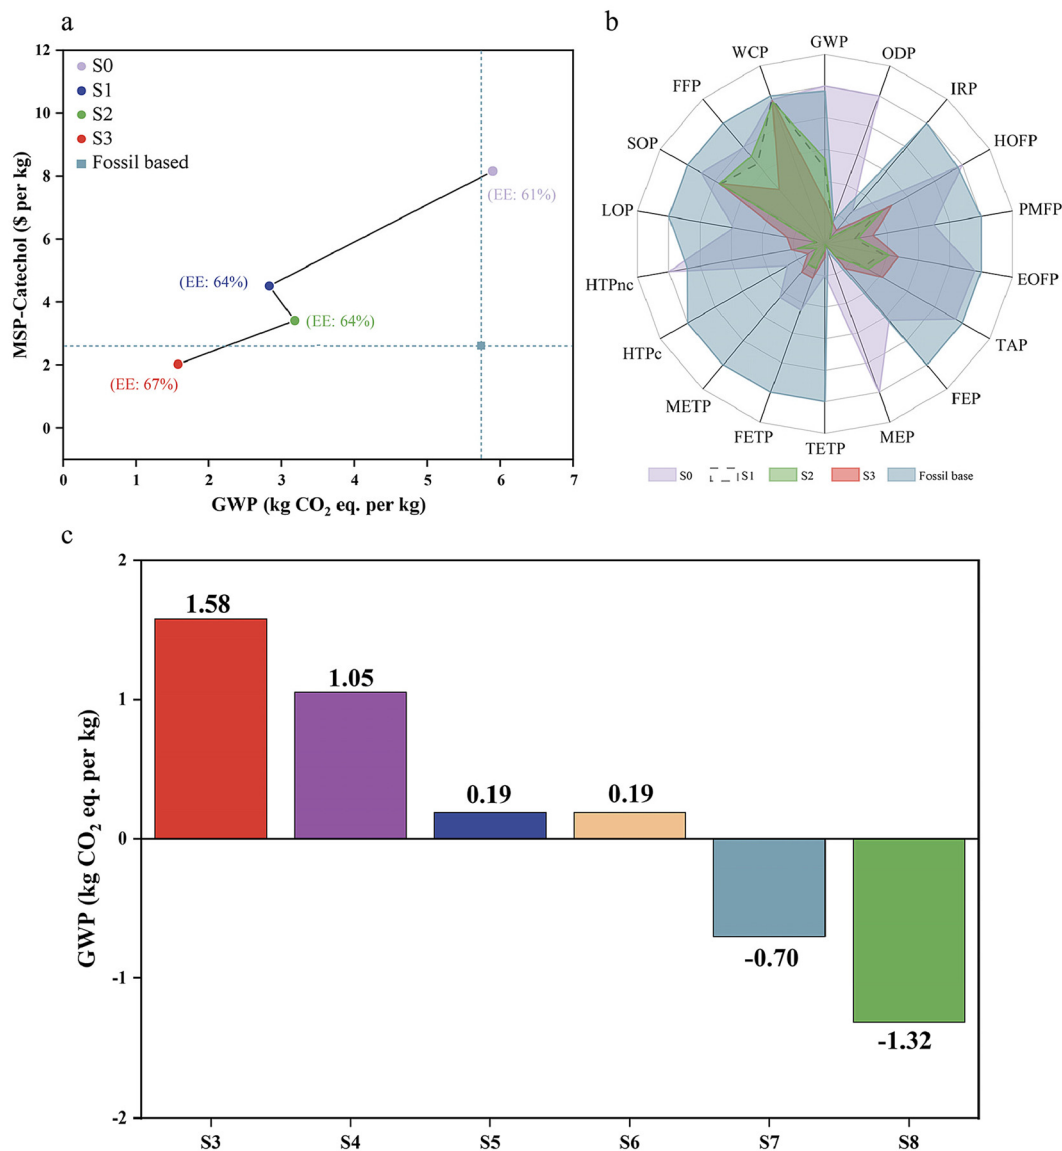 a
12
10
8
6
4
2
0
MSP-Catechol ($ per kg)
S0
S1
S2
S3
Fossil based
(EE: 61%)
(EE: 64%)
(EE: 64%)
(EE: 67%)
0 1 2 3 4 5 6 7
GWP (kg CO₂ eq. per kg)
b
GWP
ODP
IRP
HOFP
PMFP
EOFP
TAP
FEP
MEP
TETP
FETP
METP
HTPc
HTPnc
LOP
SOP
FFP
WCP
S0 S1 S2 S3 Fossil base
c
2
1
0
-1
-2
GWP (kg CO₂ eq. per kg)
1.58
1.05
0.19
0.19
-0.70
-1.32
S3 S4 S5 S6 S7 S8